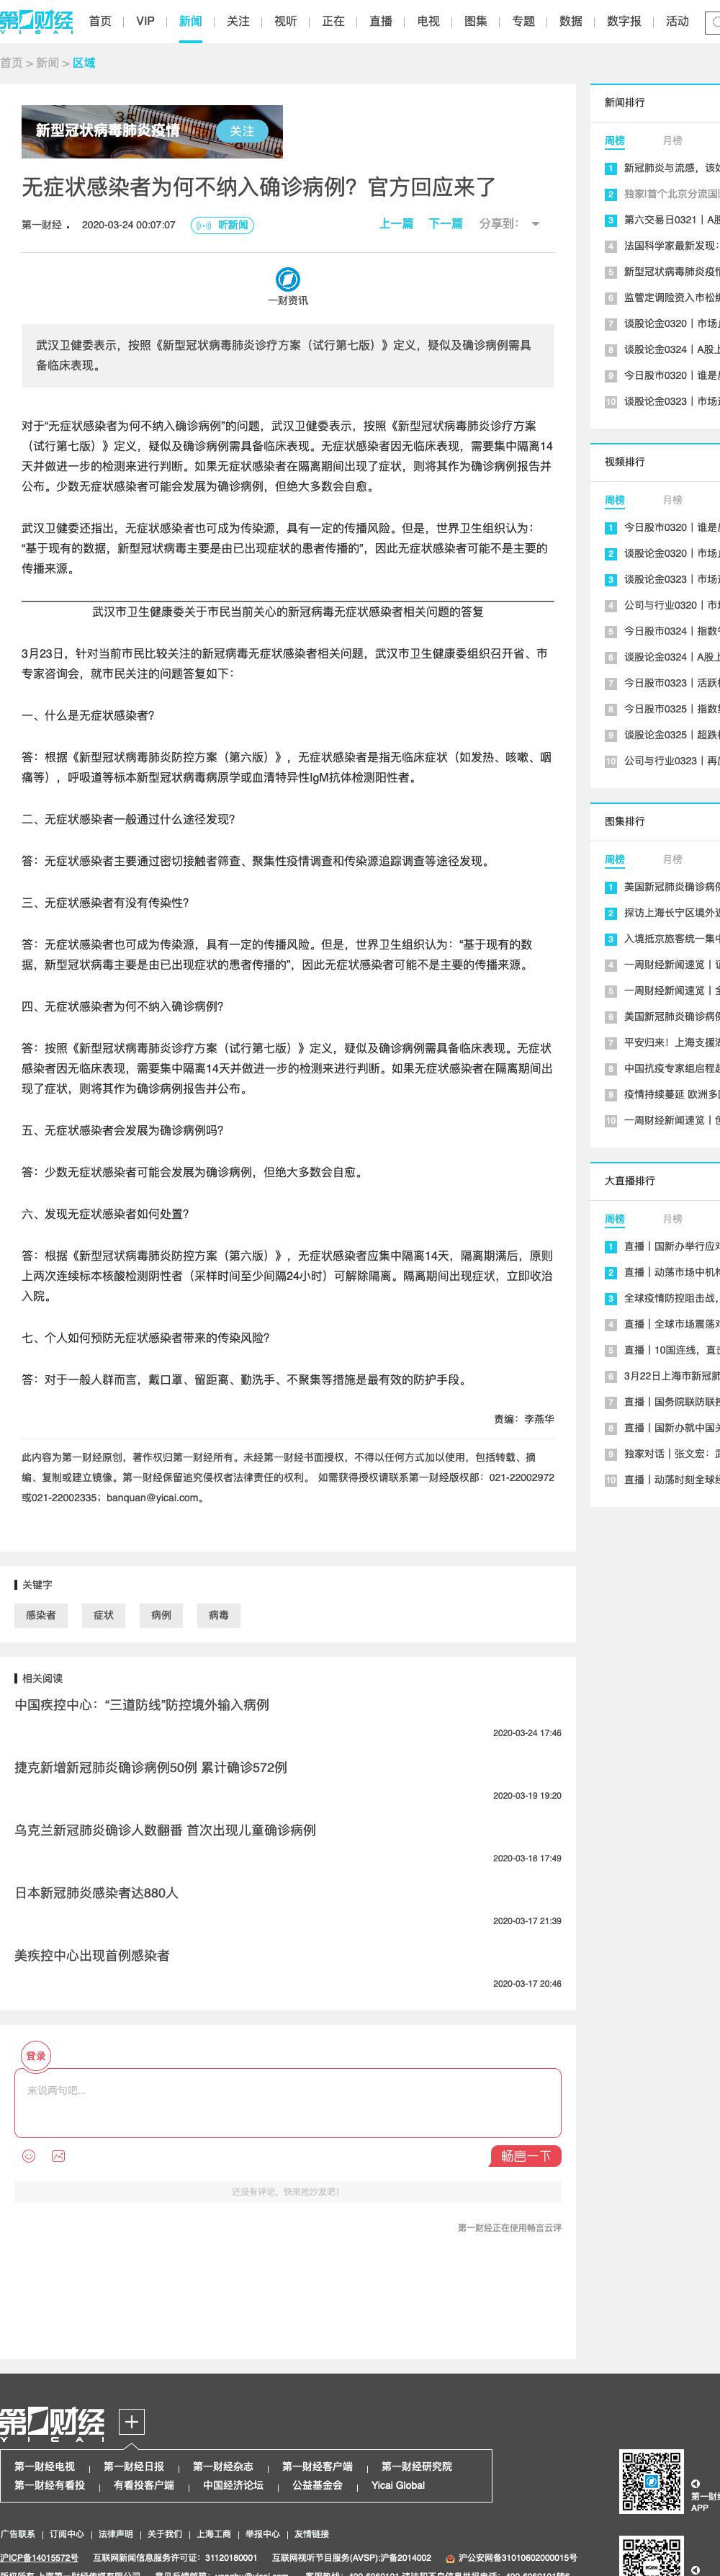 第一财经
YICAI
首页 | VIP | 新闻 | 关注 | 视听 | 正在 | 直播 | 电视 | 图集 | 专题 | 数据 | 数字报 | 活动
首页 > 新闻 > 区域
新型冠状病毒肺炎疫情
关注
无症状感染者为何不纳入确诊病例？官方回应来了
第一财经 • 2020-03-24 00:07:07 听新闻
上一篇 下一篇 分享到：
一财资讯
武汉卫健委表示，按照《新型冠状病毒肺炎诊疗方案（试行第七版）》定义，疑似及确诊病例需具
备临床表现。
对于“无症状感染者为何不纳入确诊病例”的问题，武汉卫健委表示，按照《新型冠状病毒肺炎诊疗方案
（试行第七版）》定义，疑似及确诊病例需具备临床表现。无症状感染者因无临床表现，需要集中隔离14
天并做进一步的检测来进行判断。如果无症状感染者在隔离期间出现了症状，则将其作为确诊病例报告并
公布。少数无症状感染者可能会发展为确诊病例，但绝大多数会自愈。
武汉卫健委还指出，无症状感染者也可成为传染源，具有一定的传播风险。但是，世界卫生组织认为：
“基于现有的数据，新型冠状病毒主要是由已出现症状的患者传播的”，因此无症状感染者可能不是主要的
传播来源。
武汉市卫生健康委关于市民当前关心的新冠病毒无症状感染者相关问题的答复
3月23日，针对当前市民比较关注的新冠病毒无症状感染者相关问题，武汉市卫生健康委组织召开省、市
专家咨询会，就市民关注的问题答复如下：
一、什么是无症状感染者？
答：根据《新型冠状病毒肺炎防控方案（第六版）》，无症状感染者是指无临床症状（如发热、咳嗽、咽
痛等），呼吸道等标本新型冠状病毒病原学或血清特异性IgM抗体检测阳性者。
二、无症状感染者一般通过什么途径发现？
答：无症状感染者主要通过密切接触者筛查、聚集性疫情调查和传染源追踪调查等途径发现。
三、无症状感染者有没有传染性？
答：无症状感染者也可成为传染源，具有一定的传播风险。但是，世界卫生组织认为：“基于现有的数
据，新型冠状病毒主要是由已出现症状的患者传播的”，因此无症状感染者可能不是主要的传播来源。
四、无症状感染者为何不纳入确诊病例？
答：按照《新型冠状病毒肺炎诊疗方案（试行第七版）》定义，疑似及确诊病例需具备临床表现。无症状
感染者因无临床表现，需要集中隔离14天并做进一步的检测来进行判断。如果无症状感染者在隔离期间出
现了症状，则将其作为确诊病例报告并公布。
五、无症状感染者会发展为确诊病例吗？
答：少数无症状感染者可能会发展为确诊病例，但绝大多数会自愈。
六、发现无症状感染者如何处置？
答：根据《新型冠状病毒肺炎防控方案（第六版）》，无症状感染者应集中隔离14天，隔离期满后，原则
上两次连续标本核酸检测阴性者（采样时间至少间隔24小时）可解除隔离。隔离期间出现症状，立即收治
入院。
七、个人如何预防无症状感染者带来的传染风险？
答：对于一般人群而言，戴口罩、留距离、勤洗手、不聚集等措施是最有效的防护手段。
责编：李燕华
此内容为第一财经原创，著作权归第一财经所有。未经第一财经书面授权，不得以任何方式加以使用，包括转载、摘
编、复制或建立镜像。第一财经保留追究侵权者法律责任的权利。 如需获得授权请联系第一财经版权部：021-22002972
或021-22002335；banquan@yicai.com。
关键字
感染者 症状 病例 病毒
相关阅读
中国疾控中心：“三道防线”防控境外输入病例
2020-03-24 17:46
捷克新增新冠肺炎确诊病例50例 累计确诊572例
2020-03-19 19:20
乌克兰新冠肺炎确诊人数翻番 首次出现儿童确诊病例
2020-03-18 17:49
日本新冠肺炎感染者达880人
2020-03-17 21:39
美疾控中心出现首例感染者
2020-03-17 20:46
登录
来说两句吧...
畅言一下
还没有评论，快来抢沙发吧！
第一财经正在使用畅言云评
新闻排行
周榜 月榜
1 新冠肺炎与流感，该如
2 独家|首个北京分流国
3 第六交易日0321丨A股
4 法国科学家最新发现：
5 新型冠状病毒肺炎疫情
6 监管定调险资入市松绑
7 谈股论金0320丨市场
8 谈股论金0324丨A股上
9 今日股市0320丨谁是
10 谈股论金0323丨市场
视频排行
周榜 月榜
1 今日股市0320丨谁是
2 谈股论金0320丨市场
3 谈股论金0323丨市场
4 公司与行业0320丨市场
5 今日股市0324丨指数
6 谈股论金0324丨A股上
7 今日股市0323丨活跃
8 今日股市0325丨指数
9 谈股论金0325丨超跌
10 公司与行业0323丨再
图集排行
周榜 月榜
1 美国新冠肺炎确诊病例
2 探访上海长宁区境外
3 入境抵京旅客统一集中
4 一周财经新闻速览丨
5 一周财经新闻速览丨全
6 美国新冠肺炎确诊病例
7 平安归来！上海支援湖
8 中国抗疫专家组启程
9 疫情持续蔓延 欧洲多
10 一周财经新闻速览丨
大直播排行
周榜 月榜
1 直播丨国新办举行应对
2 直播丨动荡市场中机构
3 全球疫情防控阻击战，
4 直播丨全球市场震荡
5 直播丨10国连线，直击
6 3月22日上海市新冠肺
7 直播丨国务院联防联控
8 直播丨国新办就中国
9 独家对话丨张文宏：武
10 直播丨动荡时刻全球
第一财经
YICAI
第一财经电视 | 第一财经日报 | 第一财经杂志 | 第一财经客户端 | 第一财经研究院
第一财经有看投 | 有看投客户端 | 中国经济论坛 | 公益基金会 | Yicai Global
广告联系 | 订阅中心 | 法律声明 | 关于我们 | 上海工商 | 举报中心 | 友情链接
沪ICP备14015572号 互联网新闻信息服务许可证：31120180001 互联网视听节目服务(AVSP):沪备2014002 沪公安网备31010602000015号
第一财经
APP